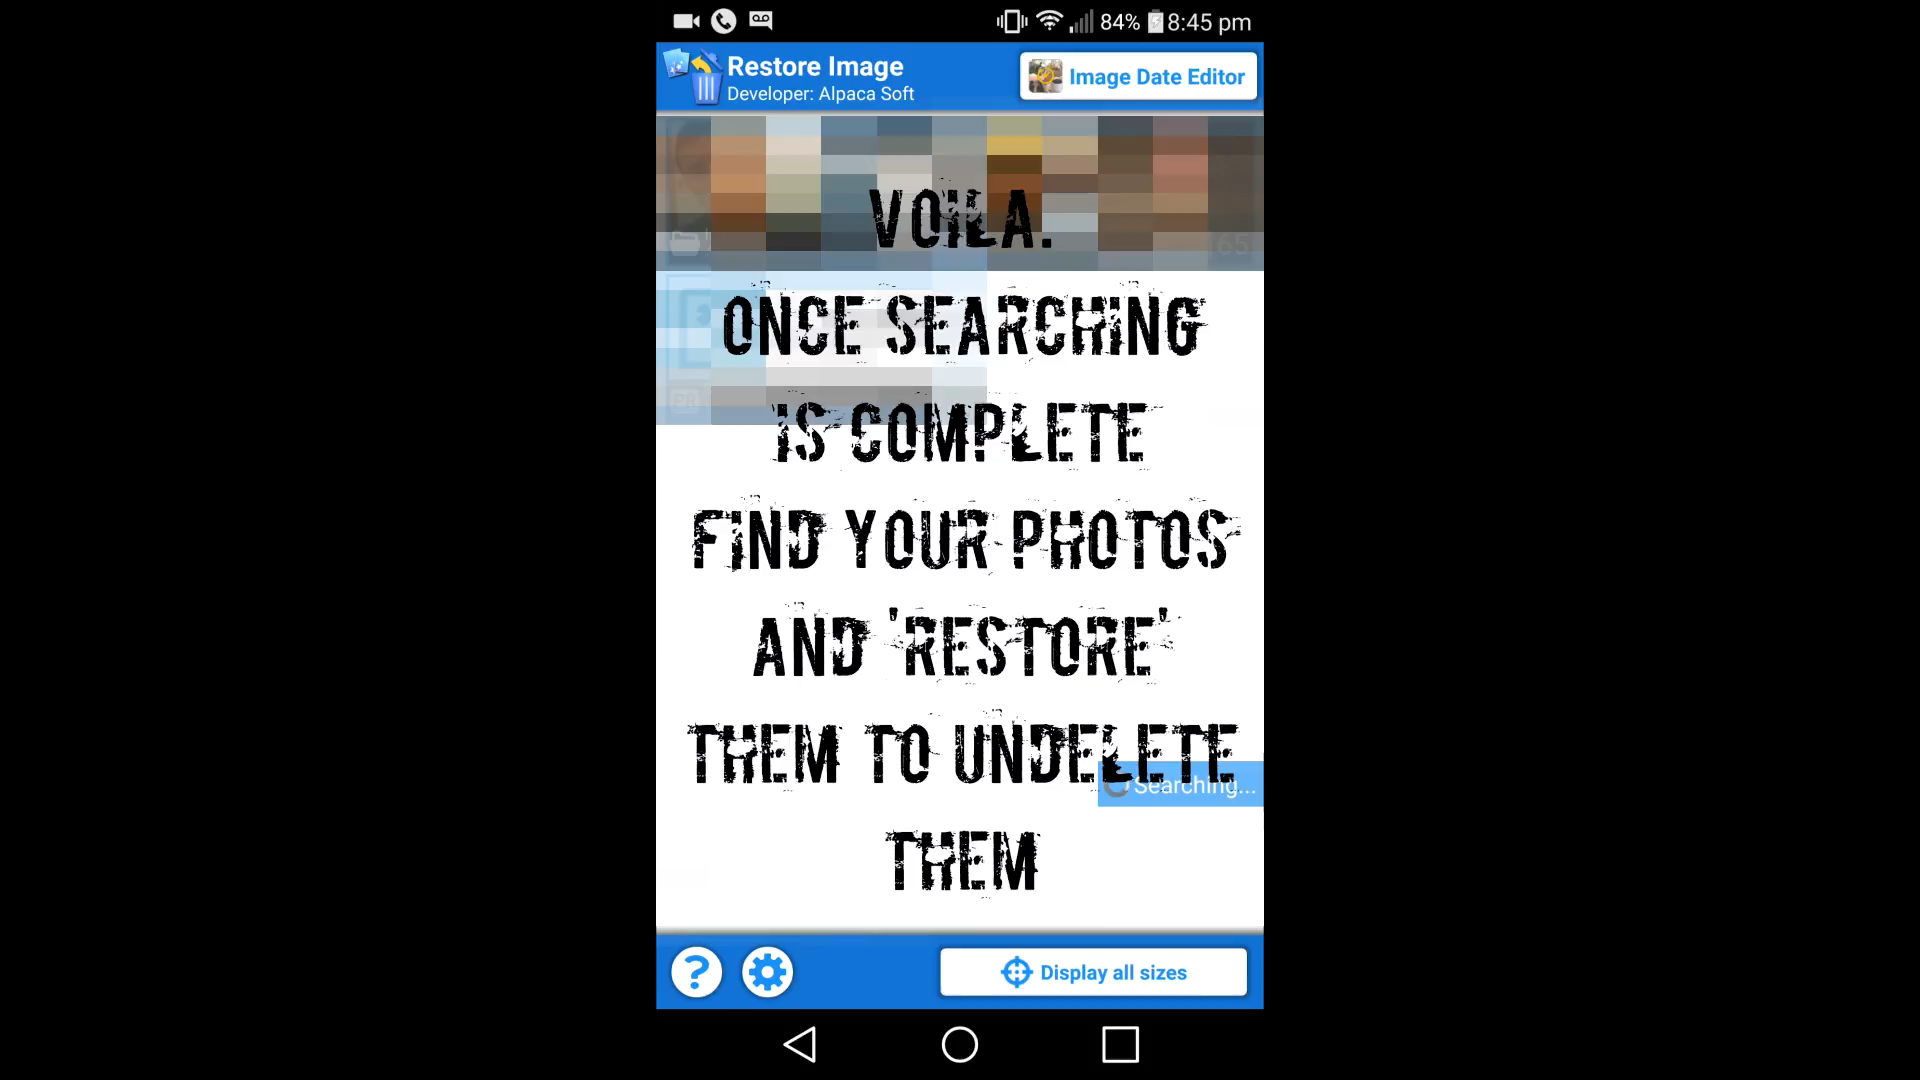 84% 8:45 pm
Restore Image
Developer: Alpaca Soft
Image Date Editor
65
VOILA.
ONCE SEARCHING
IS COMPLETE
FIND YOUR PHOTOS
AND 'RESTORE'
THEM TO UNDELETE
Searching...
THEM
? Display all sizes